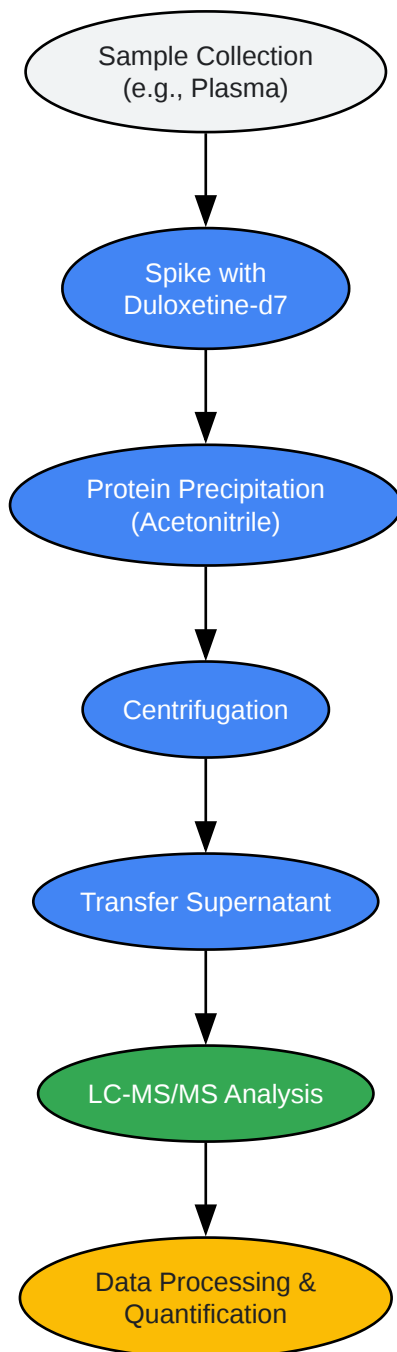 Sample Collection
(e.g., Plasma)
Spike with
Duloxetine-d7
Protein Precipitation
(Acetonitrile)
Centrifugation
Transfer Supernatant
LC-MS/MS Analysis
Data Processing &
Quantification